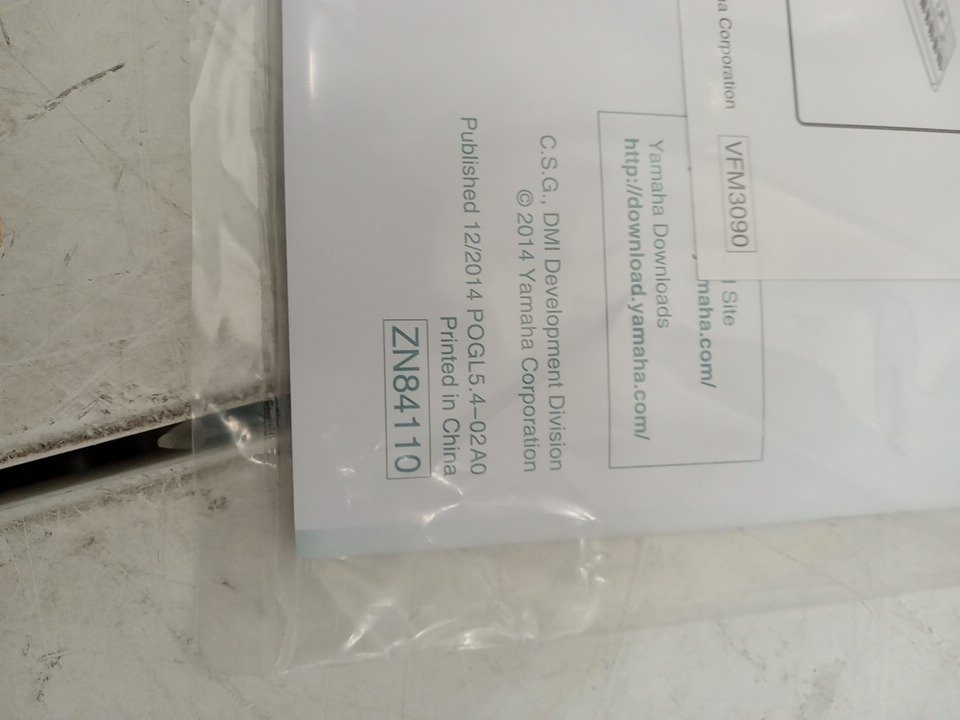 Corporation
VFM3090
Site
maha.com/
Yamaha Downloads
http://download.yamaha.com/
C.S.G., DMI Development Division
© 2014 Yamaha Corporation
Published 12/2014 POGL5.4–02A0
Printed in China
ZN84110